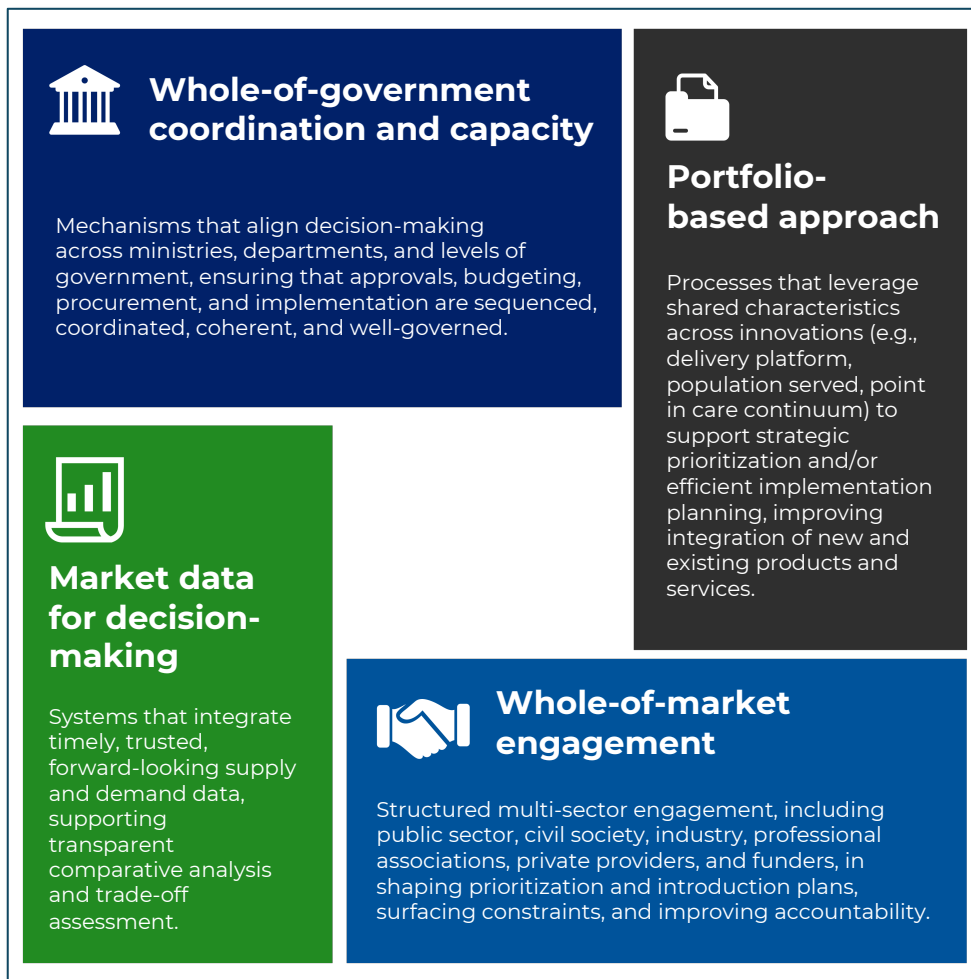 Whole-of-government
coordination and capacity
Mechanisms that align decision-making
across ministries, departments, and levels of
government, ensuring that approvals, budgeting,
procurement, and implementation are sequenced,
coordinated, coherent, and well-governed.
Portfolio-
based approach
Processes that leverage
shared characteristics
across innovations (e.g.,
delivery platform,
population served, point
in care continuum) to
support strategic
prioritization and/or
efficient implementation
planning, improving
integration of new and
existing products and
services.
Market data
for decision-
making
Systems that integrate
timely, trusted,
forward-looking supply
and demand data,
supporting
transparent
comparative analysis
and trade-off
assessment.
Whole-of-market
engagement
Structured multi-sector engagement, including
public sector, civil society, industry, professional
associations, private providers, and funders, in
shaping prioritization and introduction plans,
surfacing constraints, and improving accountability.